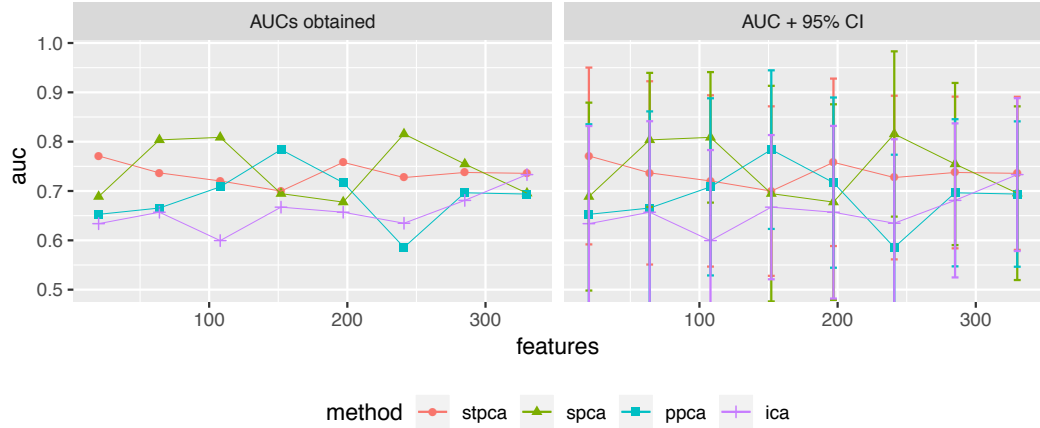 AUCs obtained
AUC + 95% CI
1.0
0.9
0.8
0.7
0.6
0.5
auc
100
200
300
100
200
300
features
method
stpca
spca
ppca
ica